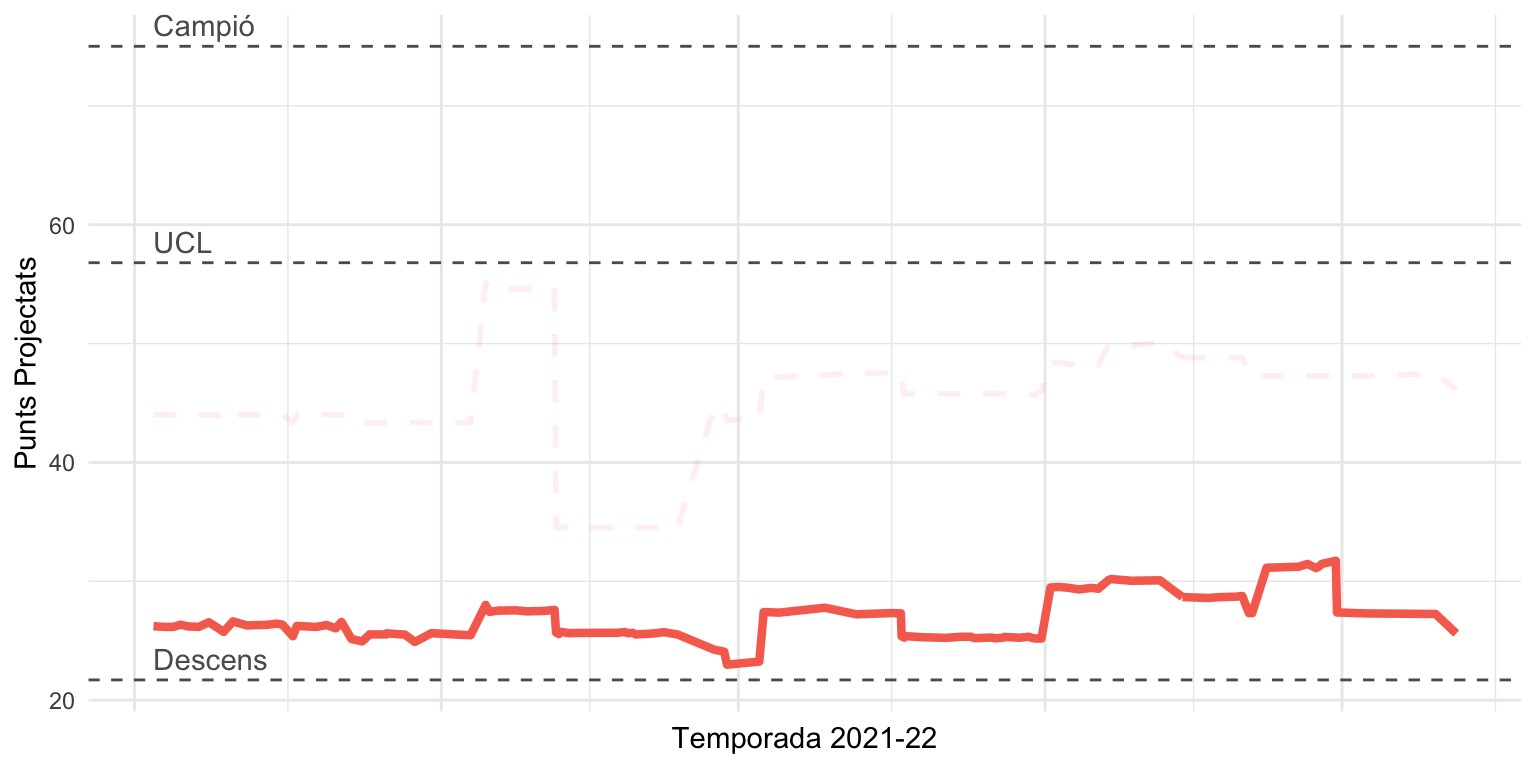 Campió
60
UCL
Punts Projectats
40
Descens
20
Temporada 2021-22